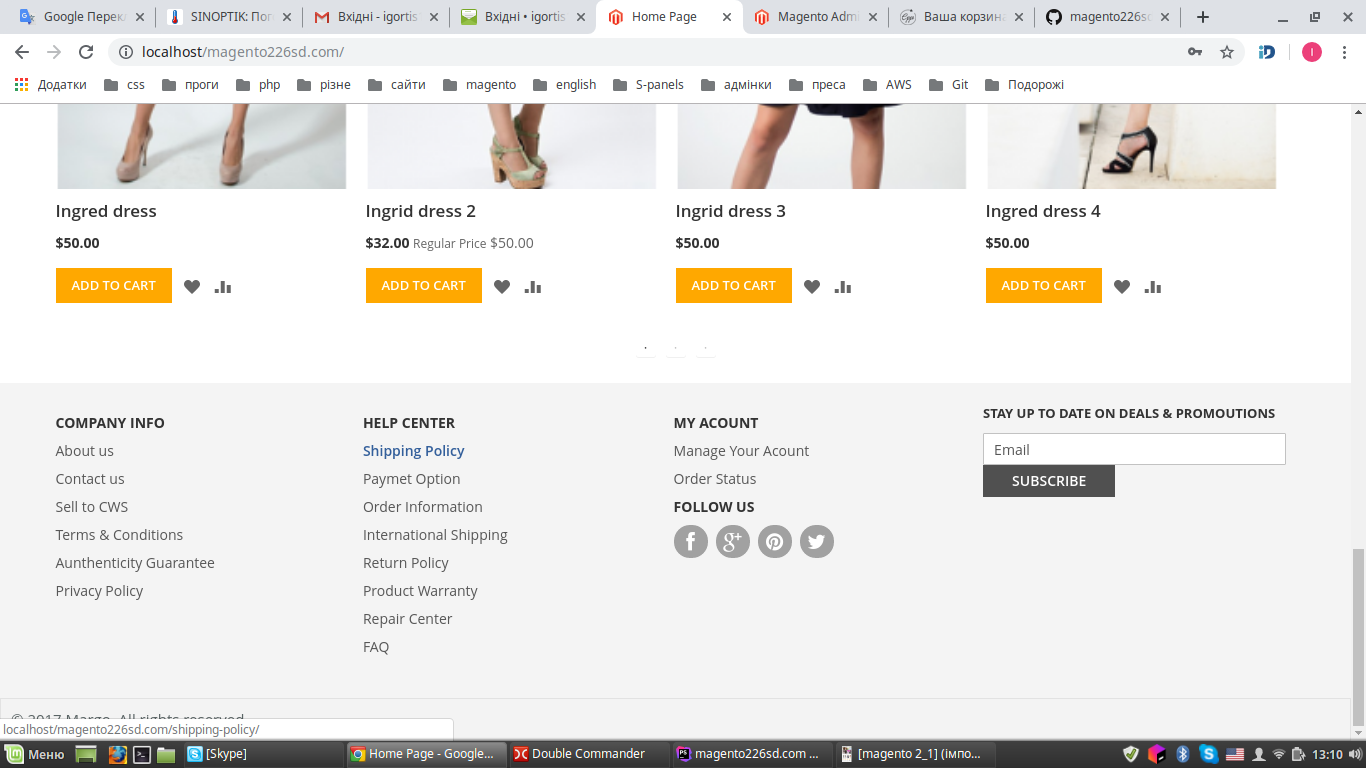 Google Перекл
SINOPTIK: Пог
Вхідні - igortis
Вхідні • igortis
Home Page
Magento Adm
Ваша корзина
magento226sd
localhost/magento226sd.com/
Додатки css проги php різне сайти magento english S-panels адмінки преса AWS Git Подорожі
Ingred dress
$50.00
ADD TO CART
Ingrid dress 2
$32.00 Regular Price $50.00
ADD TO CART
Ingrid dress 3
$50.00
ADD TO CART
Ingred dress 4
$50.00
ADD TO CART
COMPANY INFO
About us
Contact us
Sell to CWS
Terms & Conditions
Aunthenticity Guarantee
Privacy Policy
HELP CENTER
Shipping Policy
Paymet Option
Order Information
International Shipping
Return Policy
Product Warranty
Repair Center
FAQ
MY ACOUNT
Manage Your Acount
Order Status
FOLLOW US
STAY UP TO DATE ON DEALS & PROMOUTIONS
Email
SUBSCRIBE
© 2017 Margo. All rights reserved
localhost/magento226sd.com/shipping-policy/
Меню [Skype] Home Page - Google... Double Commander magento226sd.com ... [magento 2_1] (імпо... 13:10